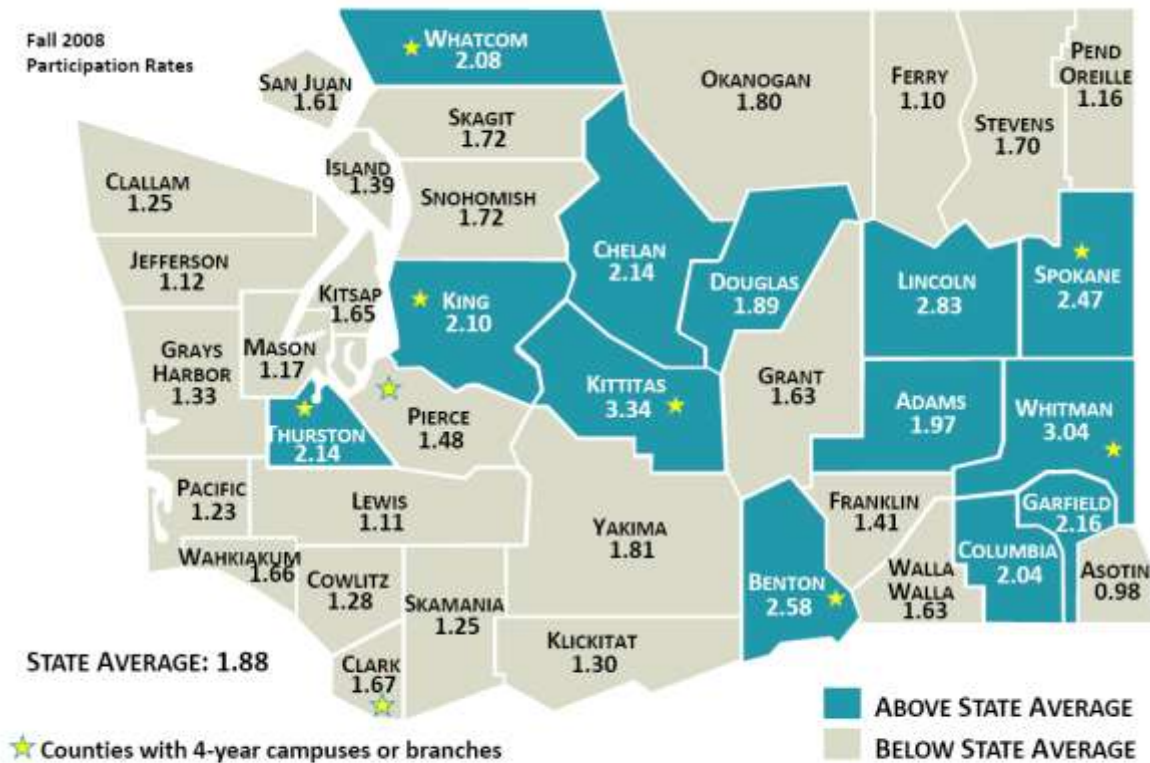 Fall 2008
Participation Rates
WHATCOM
2.08
SAN JUAN
1.61
SKAGIT
1.72
OKANOGAN
1.80
FERRY
1.10
PEND
OREILLE
1.16
STEVENS
1.70
ISLAND
1.39
CLALLAM
1.25
SNOHOMISH
1.72
JEFFERSON
1.12
CHELAN
2.14
DOUGLAS
1.89
LINCOLN
2.83
SPOKANE
2.47
KITSAP
1.65
KING
2.10
MASON
1.17
GRAYS
HARBOR
1.33
KITTITAS
3.34
GRANT
1.63
ADAMS
1.97
WHITMAN
3.04
PIERCE
1.48
THURSTON
2.14
PACIFIC
1.23
LEWIS
1.11
YAKIMA
1.81
FRANKLIN
1.41
GARFIELD
2.16
WAHKIAKUM
1.66
COWLITZ
1.28
SKAMANIA
1.25
BENTON
2.58
WALLA
WALLA
1.63
COLUMBIA
2.04
ASOTIN
0.98
KLICKITAT
1.30
CLARK
1.67
STATE AVERAGE: 1.88
ABOVE STATE AVERAGE
BELOW STATE AVERAGE
Counties with 4-year campuses or branches